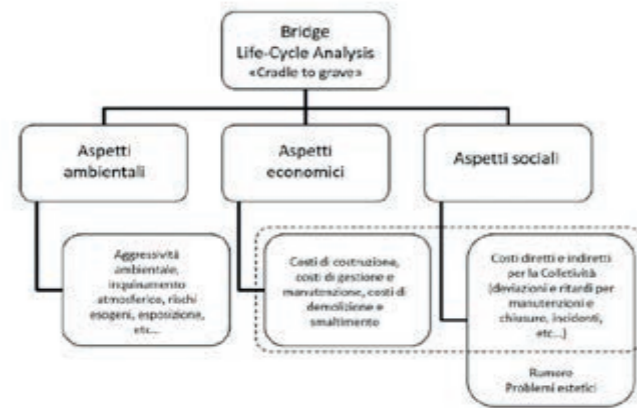 Bridge
Life-Cycle Analysis
«Cradle to grave»
Aspetti
ambientali
Aspetti
economici
Aspetti sociali
Aggressività
ambientale,
inquinamento
atmosferico, rischi
esogeni, esposizione,
etc...
Costi di costruzione,
costi di gestione e
manutenzione, costi di
demolizione e
smaltimento
Costi diretti e indiretti
per la Colletività
(deviazioni e ritardi per
manutenzioni e
chiusure, incidenti,
etc...)
Rumore
Problemi estetici